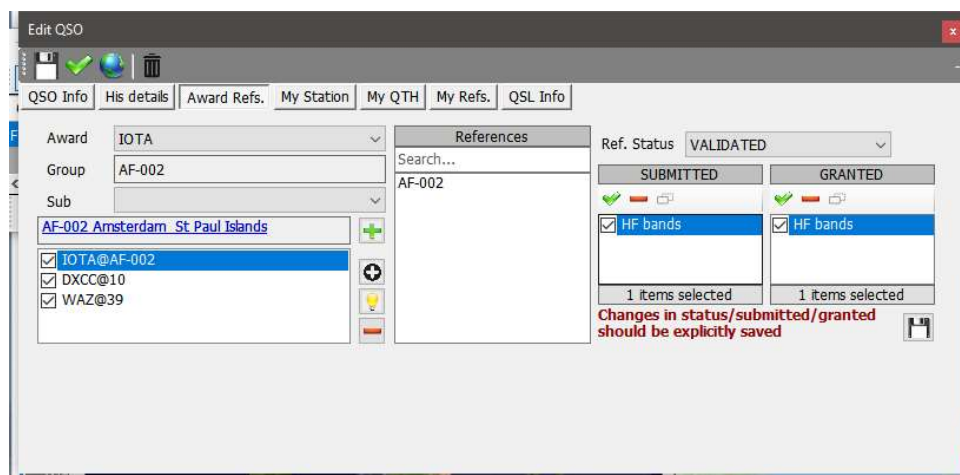 Edit QSO
QSO Info
His details
Award Refs.
My Station
My QTH
My Refs.
QSL Info
Award
IOTA
Group
AF-002
Sub
AF-002 Amsterdam St Paul Islands
IOTA@AF-002
DXCC@10
WAZ@39
References
Search...
AF-002
Ref. Status
VALIDATED
SUBMITTED
HF bands
1 items selected
GRANTED
HF bands
1 items selected
Changes in status/submitted/granted
should be explicitly saved